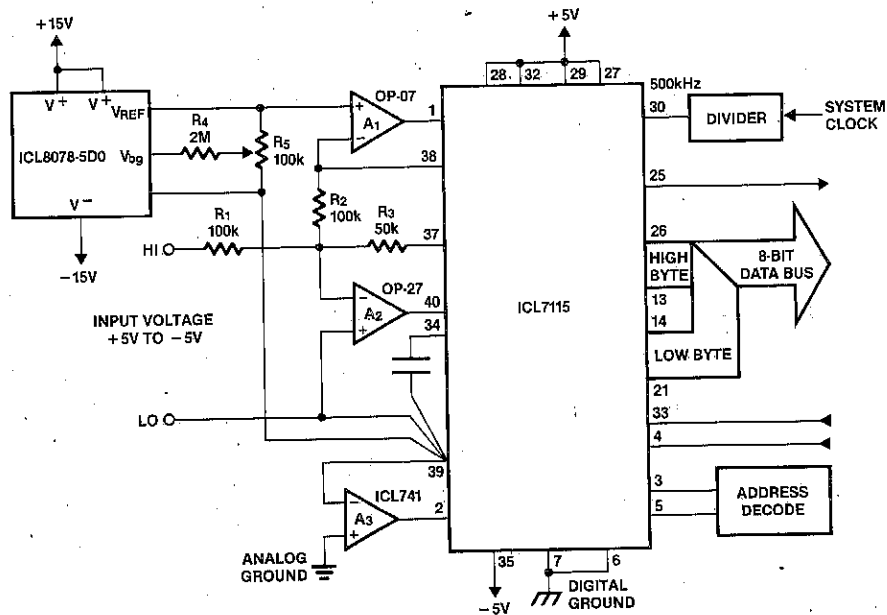 +15V
+5V
28 32 29 27
V+ V+
VREF
OP-07
A1
+
−
1
500kHz
30
DIVIDER
SYSTEM
CLOCK
R4
2M
R5
100k
ICL8078-5D0
Vbg
38
25
V−
R2
100k
R3
50k
37
R1
100k
HI
−15V
26
HIGH
BYTE
8-BIT
DATA BUS
OP-27
−
A2
+
40
34
ICL7115
13
14
INPUT VOLTAGE
+5V TO −5V
LOW BYTE
21
LO
33
4
39
ICL741
−
A3
+
2
3
5
ADDRESS
DECODE
ANALOG
GROUND
35
7
6
−5V
DIGITAL
GROUND